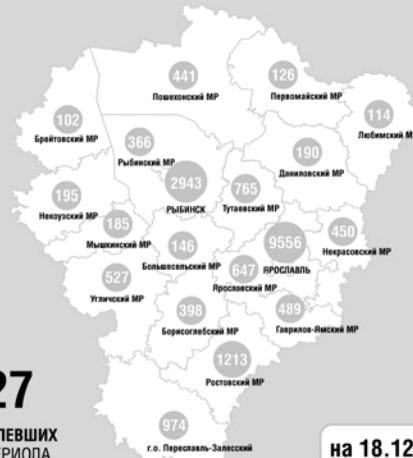 441
Пошехонский МР
126
Первомайский МР
102
Брейтовский МР
114
Любимский МР
366
Рыбинский МР
190
Даниловский МР
2943
РЫБИНСК
765
Тутаевский МР
195
Некоузский МР
185
Мышкинский МР
146
Большесельский МР
9556
ЯРОСЛАВЛЬ
450
Некрасовский МР
647
Ярославский МР
527
Угличский МР
398
Борисоглебский МР
489
Гаврилов-Ямский МР
1213
Ростовский МР
27
ЛЕВШИХ
ЕРИОДА
974
г.о. Переславль-Залесский
на 18.12